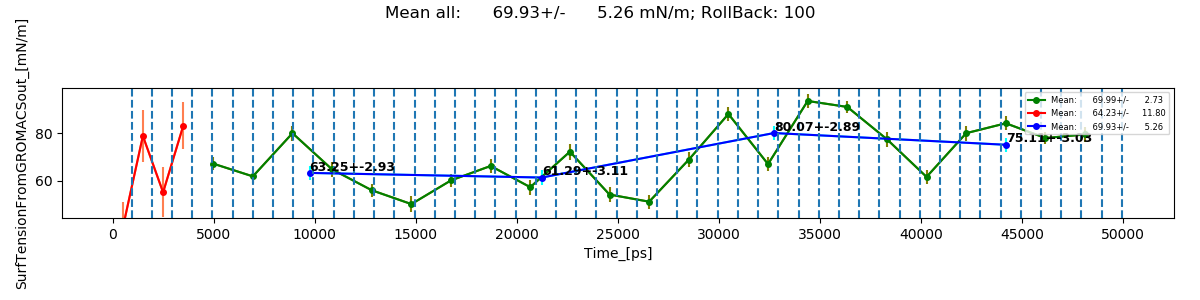 Mean all: 69.93+/- 5.26 mN/m; RollBack: 100
SurfTensionFromGROMACSout_[mN/m]
80
60
Mean: 69.99+/- 2.73
Mean: 64.23+/- 11.80
Mean: 69.93+/- 5.26
63.25+-2.93
61.29+-3.11
80.07+-2.89
75.11+-3.03
0 5000 10000 15000 20000 25000 30000 35000 40000 45000 50000
Time_[ps]